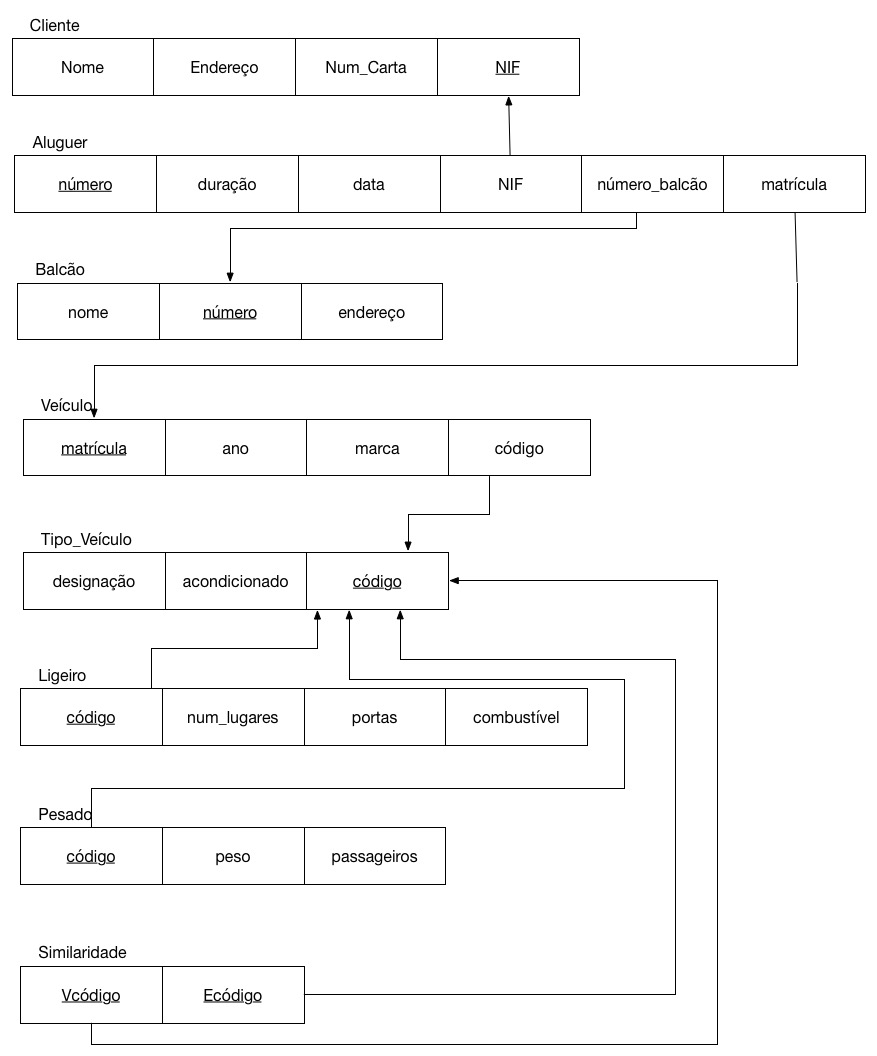 Cliente
Nome Endereço Num_Carta NIF
Aluguer
número duração data NIF número_balcão matrícula
Balcão
nome número endereço
Veículo
matrícula ano marca código
Tipo_Veículo
designação acondicionado código
Ligeiro
código num_lugares portas combustível
Pesado
código peso passageiros
Similaridade
Vcódigo Ecódigo